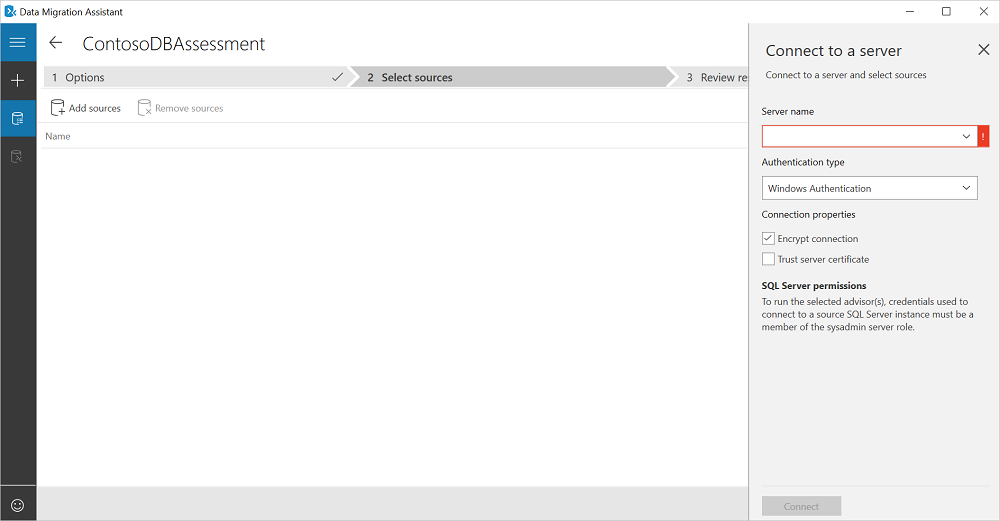 Data Migration Assistant
ContosoDBAssessment
1 Options
2 Select sources
3 Review re
Add sources
Remove sources
Name
Connect to a server
Connect to a server and select sources
Server name
!
Authentication type
Windows Authentication
Connection properties
Encrypt connection
Trust server certificate
SQL Server permissions
To run the selected advisor(s), credentials used to
connect to a source SQL Server instance must be a
member of the sysadmin server role.
Connect